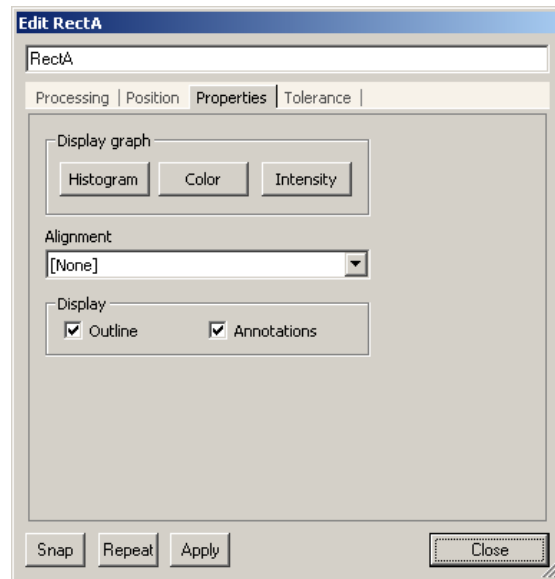 Edit RectA
RectA
Processing | Position | Properties | Tolerance |
Display graph
Histogram Color Intensity
Alignment
[None]
Display
Outline Annotations
Snap Repeat Apply Close